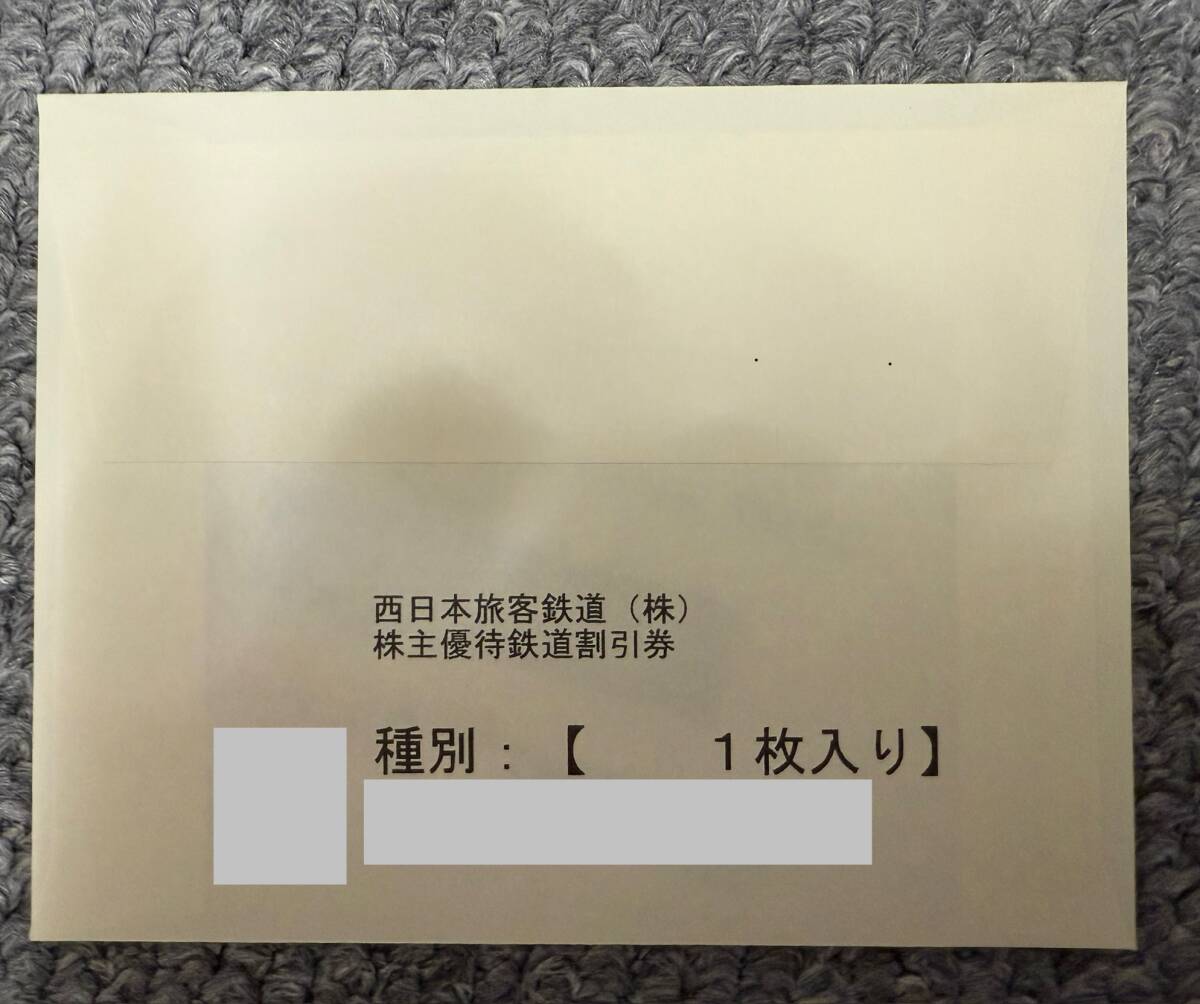 西日本旅客鉄道（株）
株主優待鉄道割引券
種別：【　　　１枚入り】